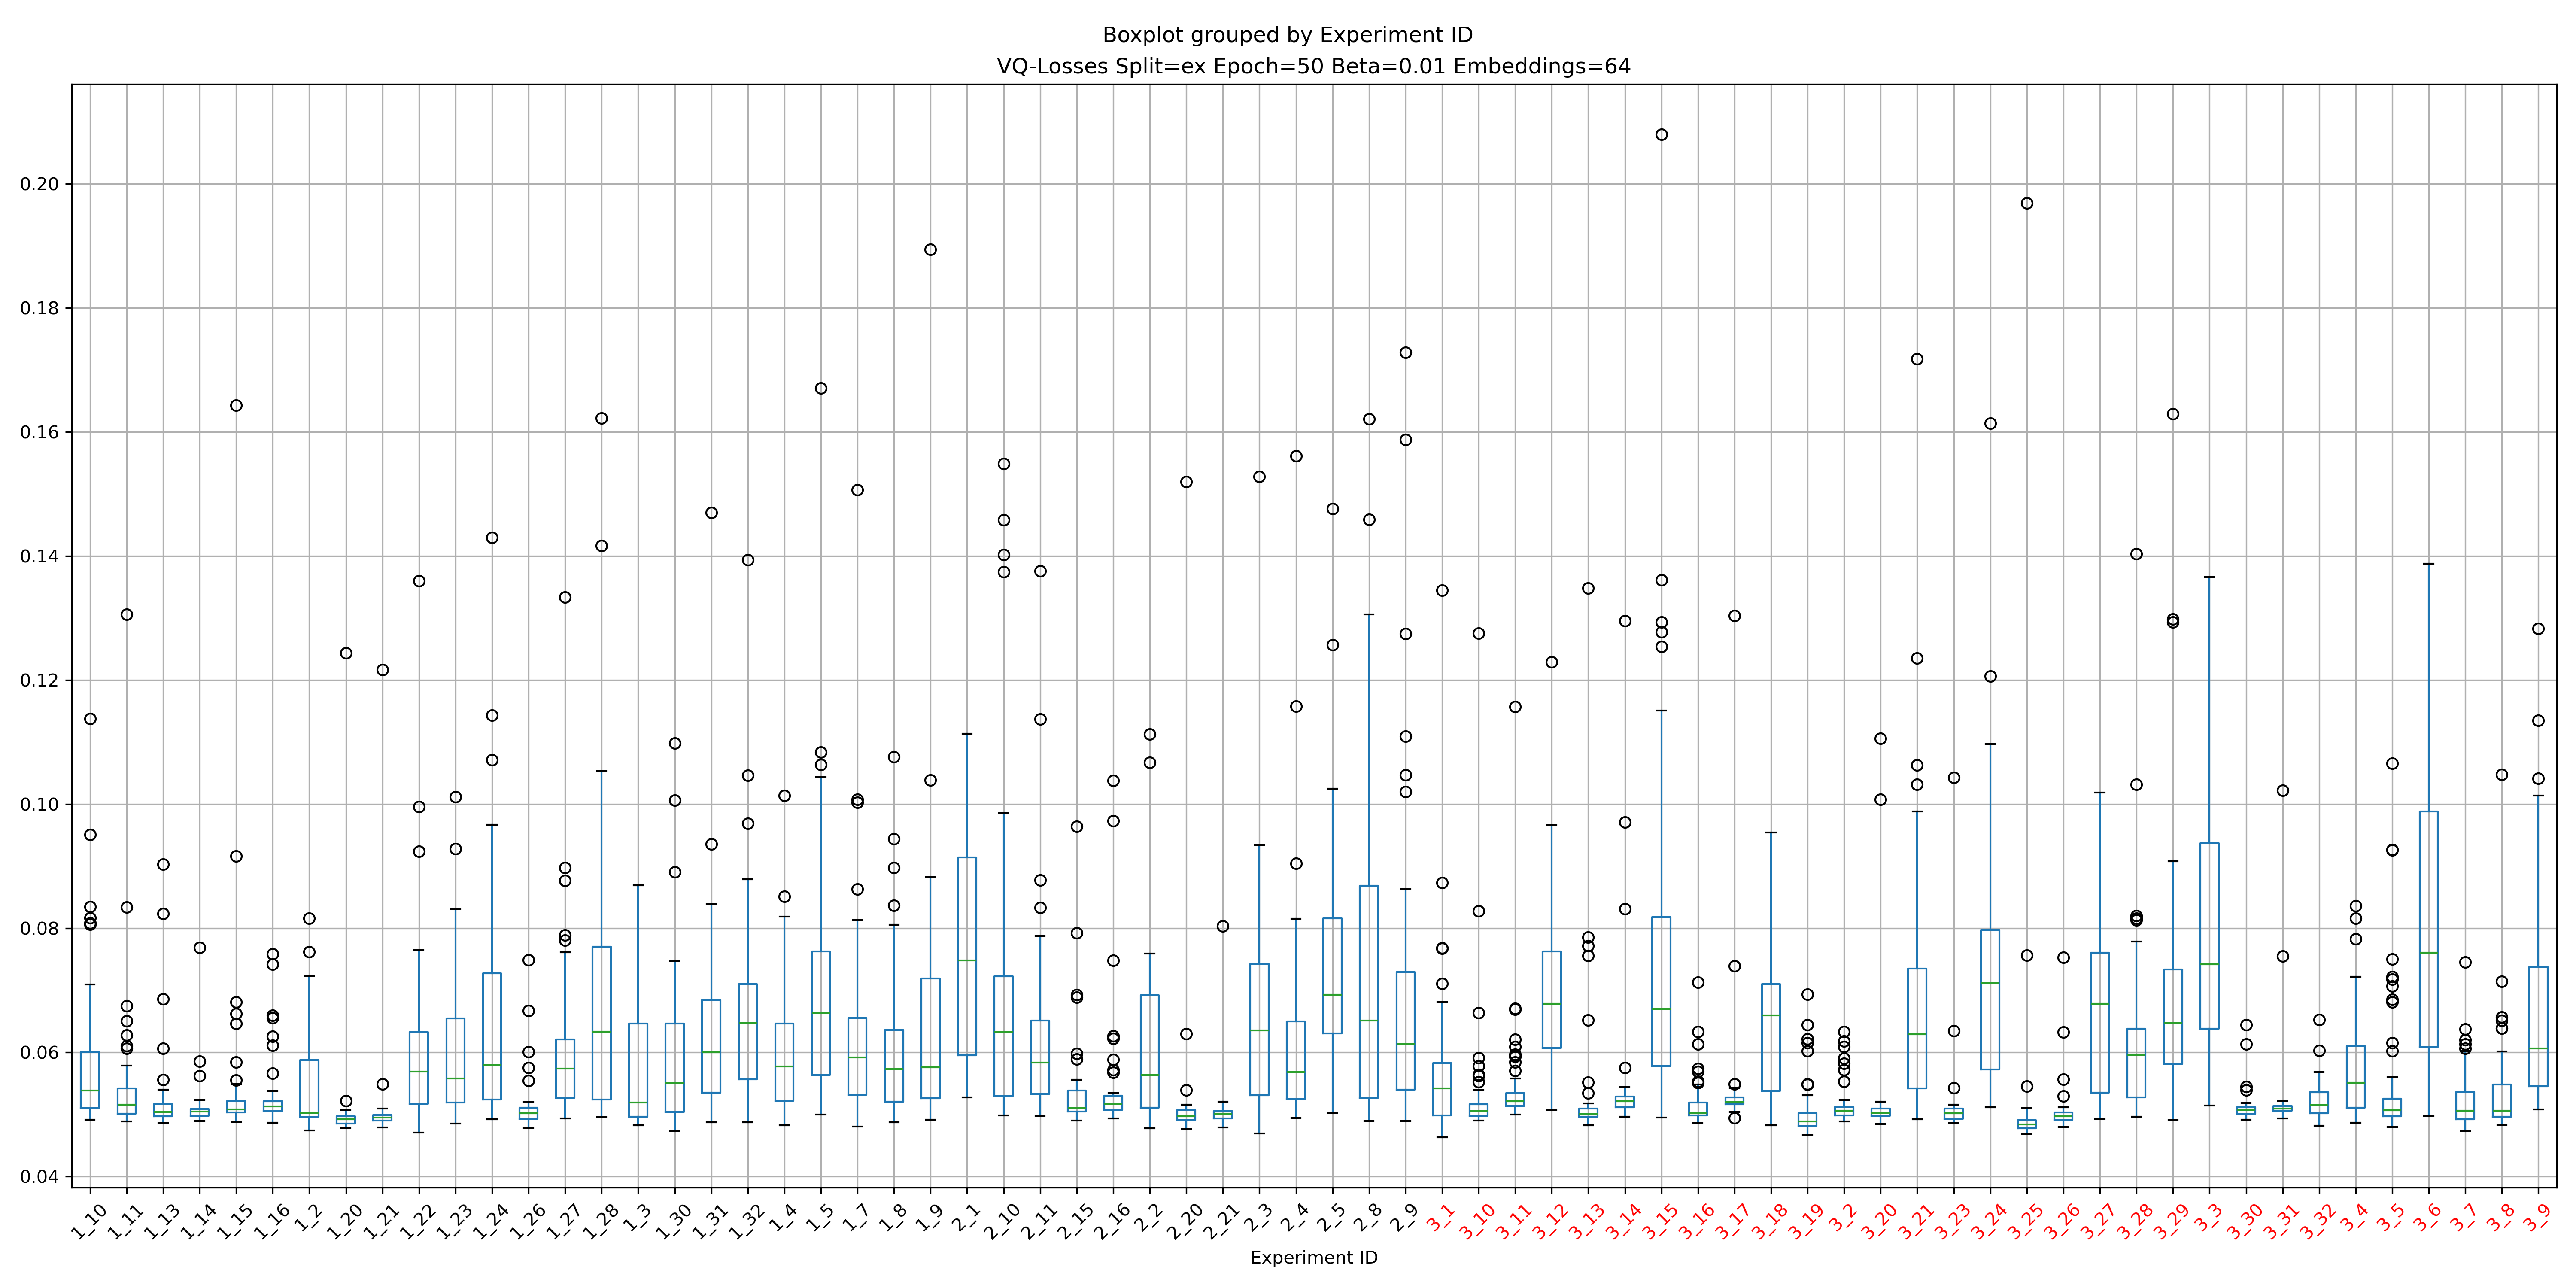 Boxplot grouped by Experiment ID
VQ-Losses Split=ex Epoch=50 Beta=0.01 Embeddings=64
0.20
0.18
0.16
0.14
0.12
0.10
0.08
0.06
0.04
1_10 1_11 1_13 1_14 1_15 1_16 1_2 1_20 1_21 1_22 1_23 1_24 1_26 1_27 1_28 1_3 1_30 1_31 1_32 1_4 1_5 1_7 1_8 1_9 2_1 2_10 2_11 2_15 2_16 2_2 2_20 2_21 2_3 2_4 2_5 2_8 2_9 3_1 3_10 3_11 3_12 3_13 3_14 3_15 3_16 3_17 3_18 3_19 3_2 3_20 3_21 3_23 3_24 3_25 3_26 3_27 3_28 3_29 3_3 3_30 3_31 3_32 3_4 3_5 3_6 3_7 3_8 3_9
Experiment ID